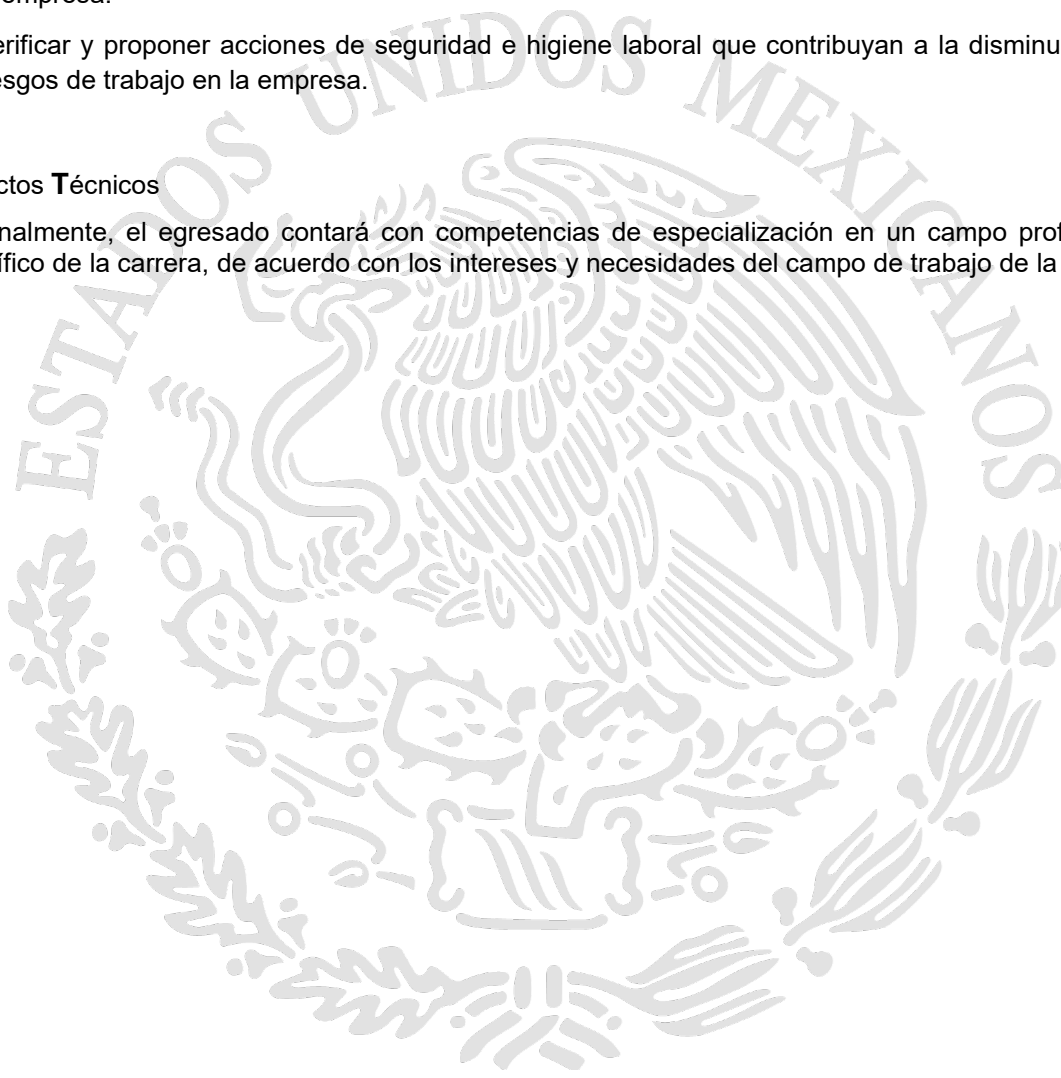 empresa.
erificar y proponer acciones de seguridad e higiene laboral que contribuyan a la disminu
esgos de trabajo en la empresa.
ctos Técnicos
nalmente, el egresado contará con competencias de especialización en un campo prof
ífico de la carrera, de acuerdo con los intereses y necesidades del campo de trabajo de la
ESTADOS UNIDOS MEXICANOS